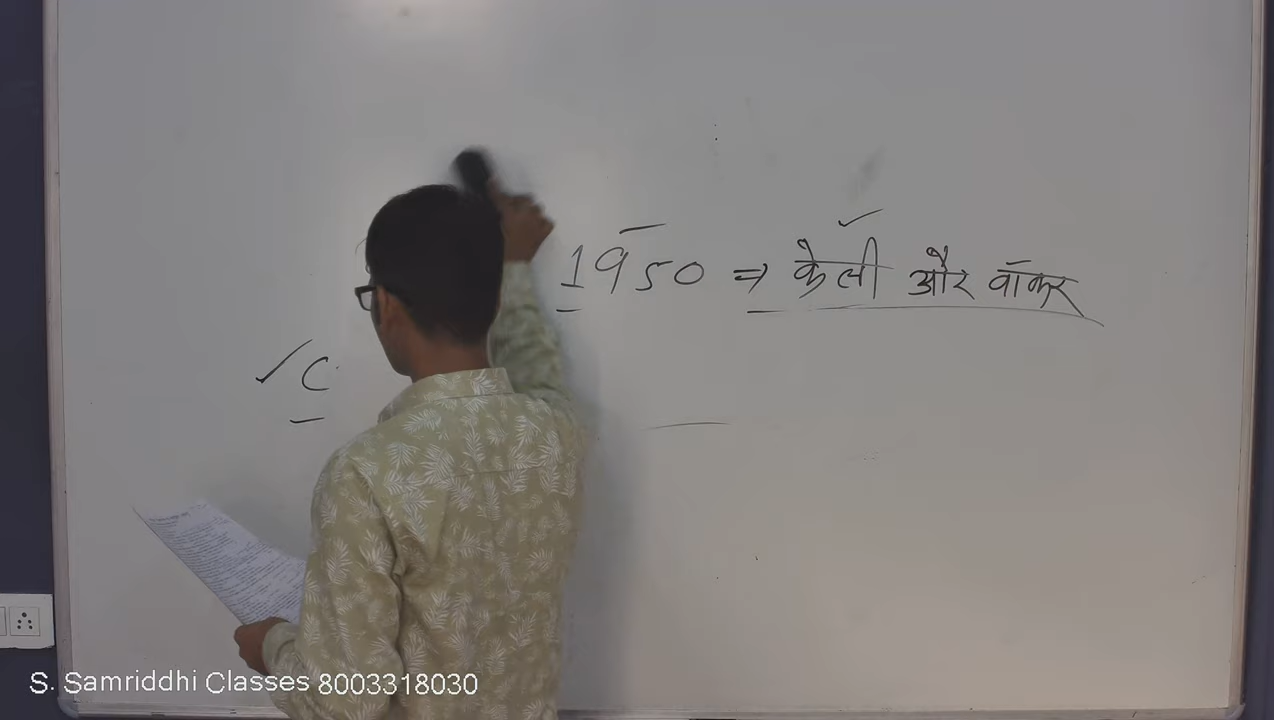 1950 ⇒ केली और वॉकर
✓ C
S. Samriddhi Classes 8003318030